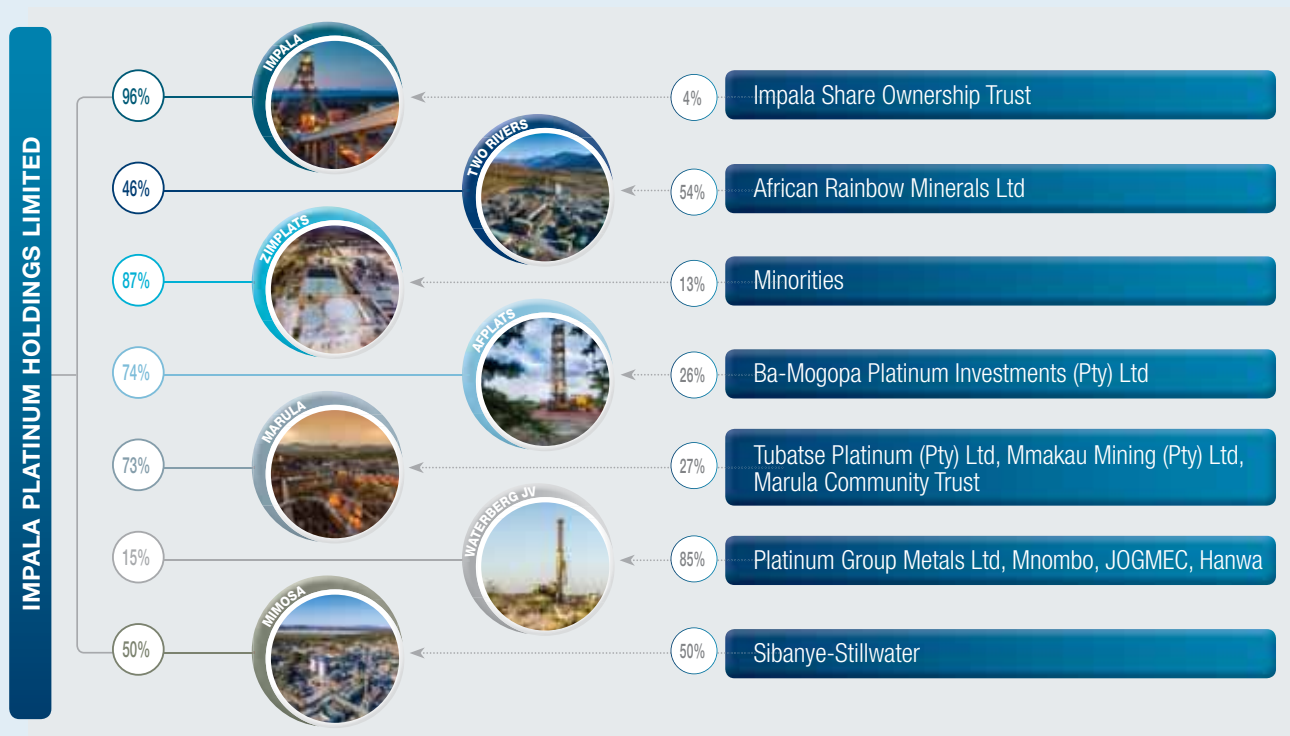 IMPALA PLATINUM HOLDINGS LIMITED
96%
IMPALA
4%
Impala Share Ownership Trust
46%
TWO RIVERS
54%
African Rainbow Minerals Ltd
87%
ZIMPLATS
13%
Minorities
74%
AFPLATS
26%
Ba-Mogopa Platinum Investments (Pty) Ltd
73%
MARULA
27%
Tubatse Platinum (Pty) Ltd, Mmakau Mining (Pty) Ltd,
Marula Community Trust
15%
WATERBERG JV
85%
Platinum Group Metals Ltd, Mnombo, JOGMEC, Hanwa
50%
MIMOSA
50%
Sibanye-Stillwater